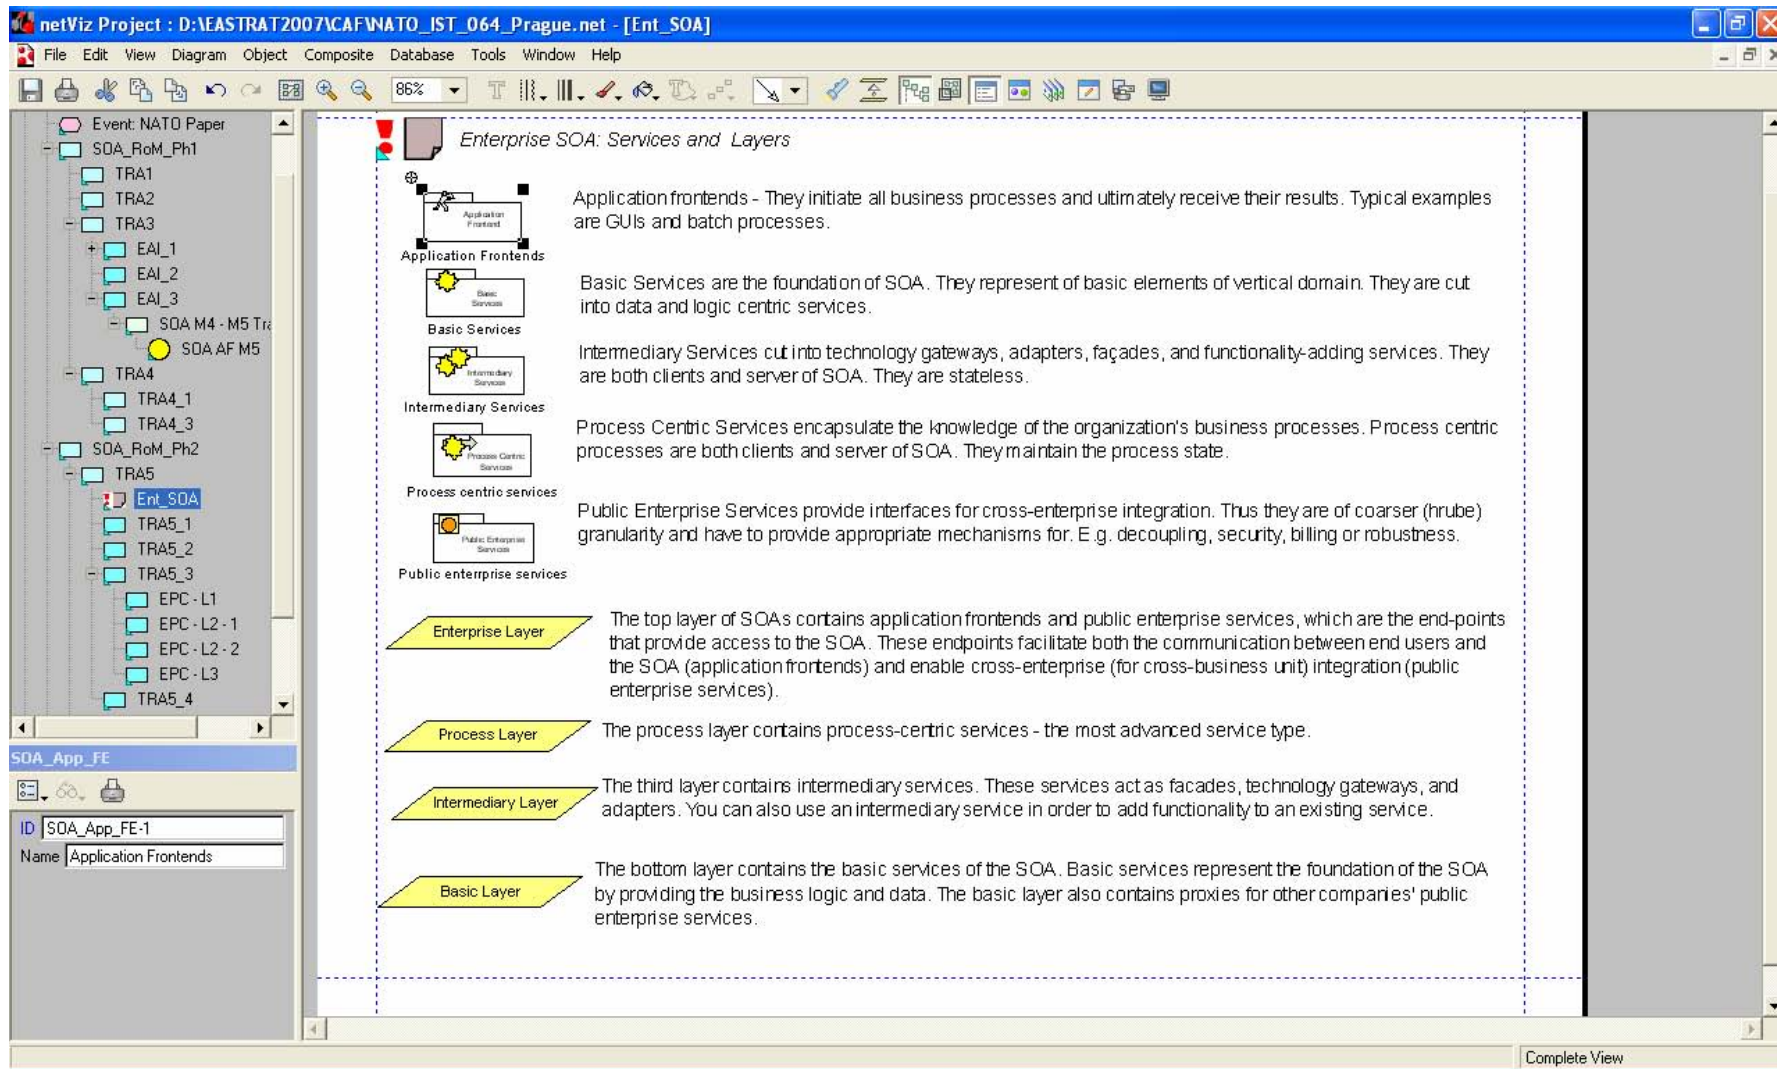 netViz Project : D:\EASTRAT2007\CAF\NATO_IST_064_Prague.net - [Ent_SOA]
File Edit View Diagram Object Composite Database Tools Window Help
86%
Event: NATO Paper
SOA_RoM_Ph1
TRA1
TRA2
TRA3
EAI_1
EAI_2
EAI_3
SOA M4 - M5 Tra
SOA AF M5
TRA4
TRA4_1
TRA4_3
SOA_RoM_Ph2
TRA5
Ent_SOA
TRA5_1
TRA5_2
TRA5_3
EPC - L1
EPC - L2 - 1
EPC - L2 - 2
EPC - L3
TRA5_4
SOA_App_FE
ID SOA_App_FE-1
Name Application Frontends
Enterprise SOA: Services and Layers
Application
Frontend
Application Frontends
Application frontends - They initiate all business processes and ultimately receive their results. Typical examples
are GUIs and batch processes.
Basic
Services
Basic Services
Basic Services are the foundation of SOA. They represent of basic elements of vertical domain. They are cut
into data and logic centric services.
Intermediary
Services
Intermediary Services
Intermediary Services cut into technology gateways, adapters, façades, and functionality-adding services. They
are both clients and server of SOA. They are stateless.
Process Centric
Services
Process centric services
Process Centric Services encapsulate the knowledge of the organization's business processes. Process centric
processes are both clients and server of SOA. They maintain the process state.
Public Enterprise
Services
Public enterrprise services
Public Enterprise Services provide interfaces for cross-enterprise integration. Thus they are of coarser (hrube)
granularity and have to provide appropriate mechanisms for. E.g. decoupling, security, billing or robustness.
Enterprise Layer
The top layer of SOAs contains application frontends and public enterprise services, which are the end-points
that provide access to the SOA. These endpoints facilitate both the communication between end users and
the SOA (application frontends) and enable cross-enterprise (for cross-business unit) integration (public
enterprise services).
Process Layer
The process layer contains process-centric services - the most advanced service type.
Intermediary Layer
The third layer contains intermediary services. These services act as facades, technology gateways, and
adapters. You can also use an intermediary service in order to add functionality to an existing service.
Basic Layer
The bottom layer contains the basic services of the SOA. Basic services represent the foundation of the SOA
by providing the business logic and data. The basic layer also contains proxies for other companies' public
enterprise services.
Complete View